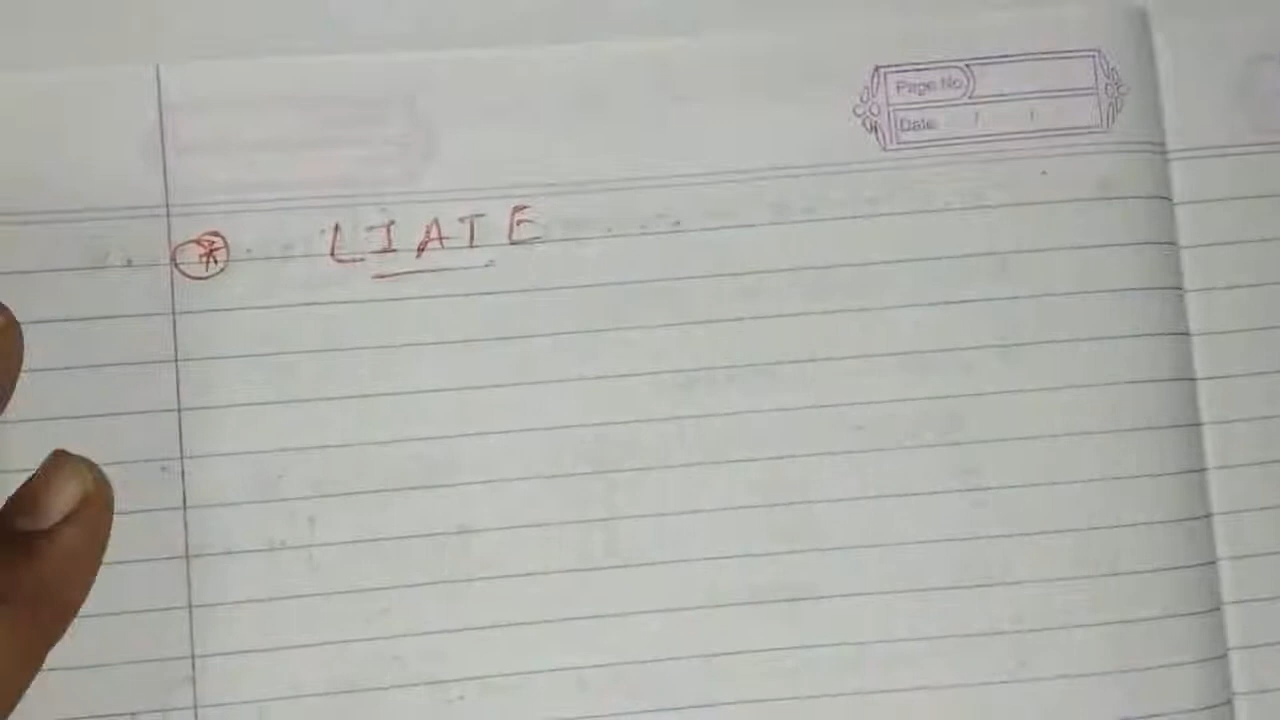 Page No
Date / /
* LIATE